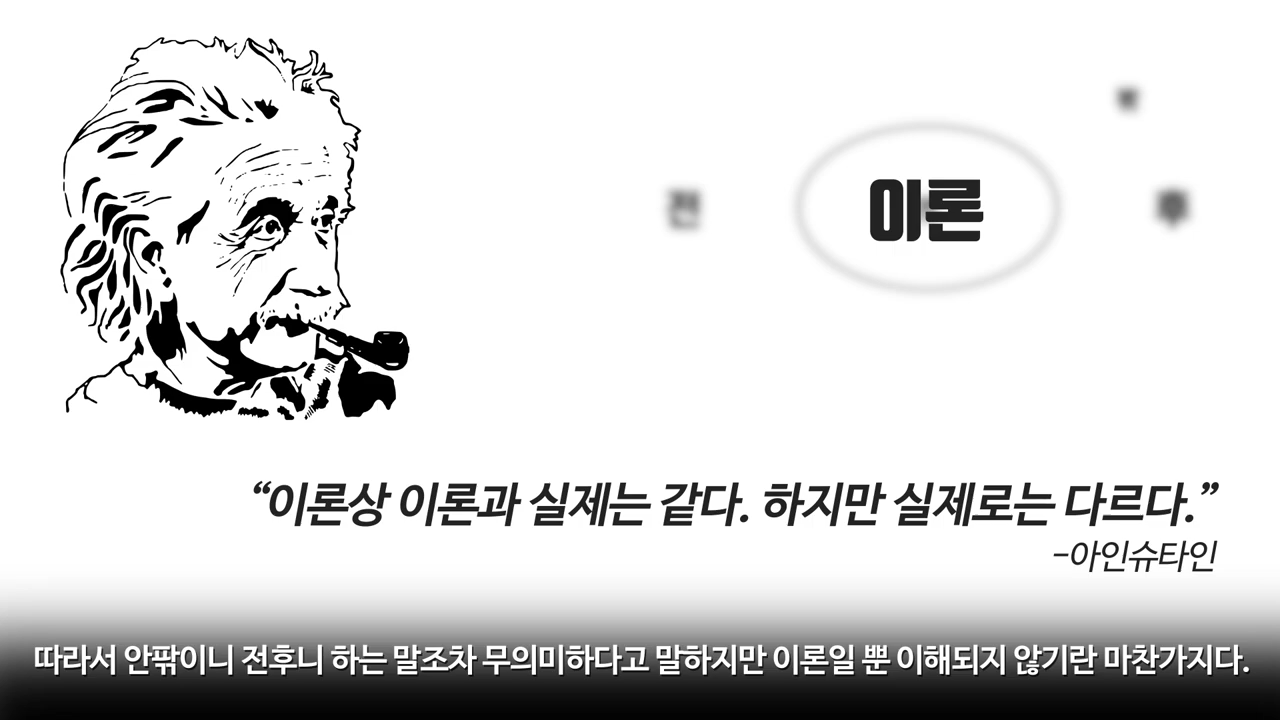 전
이론
후
“이론상 이론과 실제는 같다. 하지만 실제로는 다르다.”
-아인슈타인
따라서 안팎이니 전후니 하는 말조차 무의미하다고 말하지만 이론일 뿐 이해되지 않기란 마찬가지다.